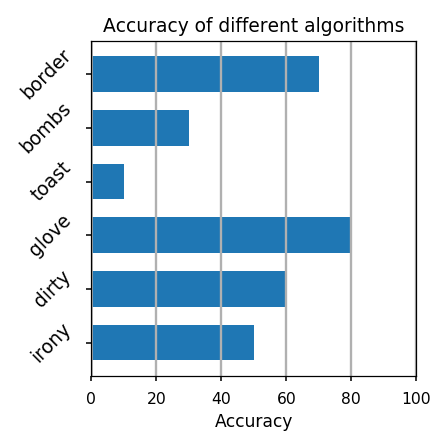 Accuracy of different algorithms
border
bombs
toast
glove
dirty
irony
0 20 40 60 80 100
Accuracy